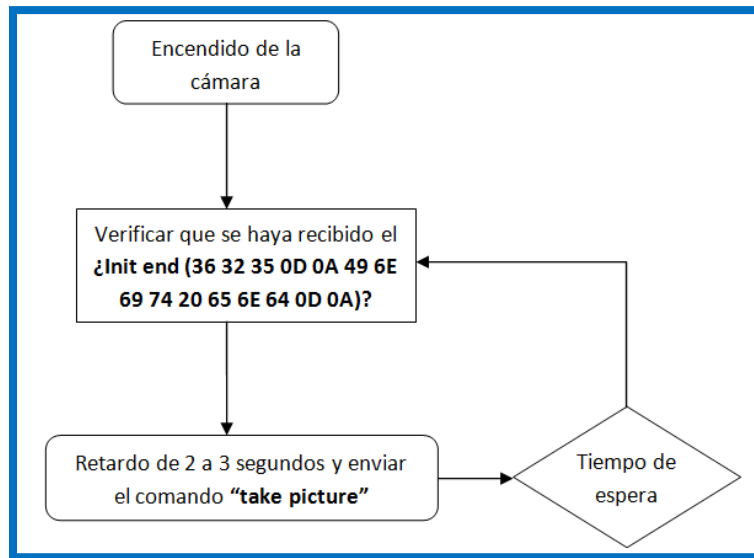 Encendido de la
cámara
Verificar que se haya recibido el
¿Init end (36 32 35 0D 0A 49 6E
69 74 20 65 6E 64 0D 0A)?
Retardo de 2 a 3 segundos y enviar
el comando “take picture”
Tiempo de
espera